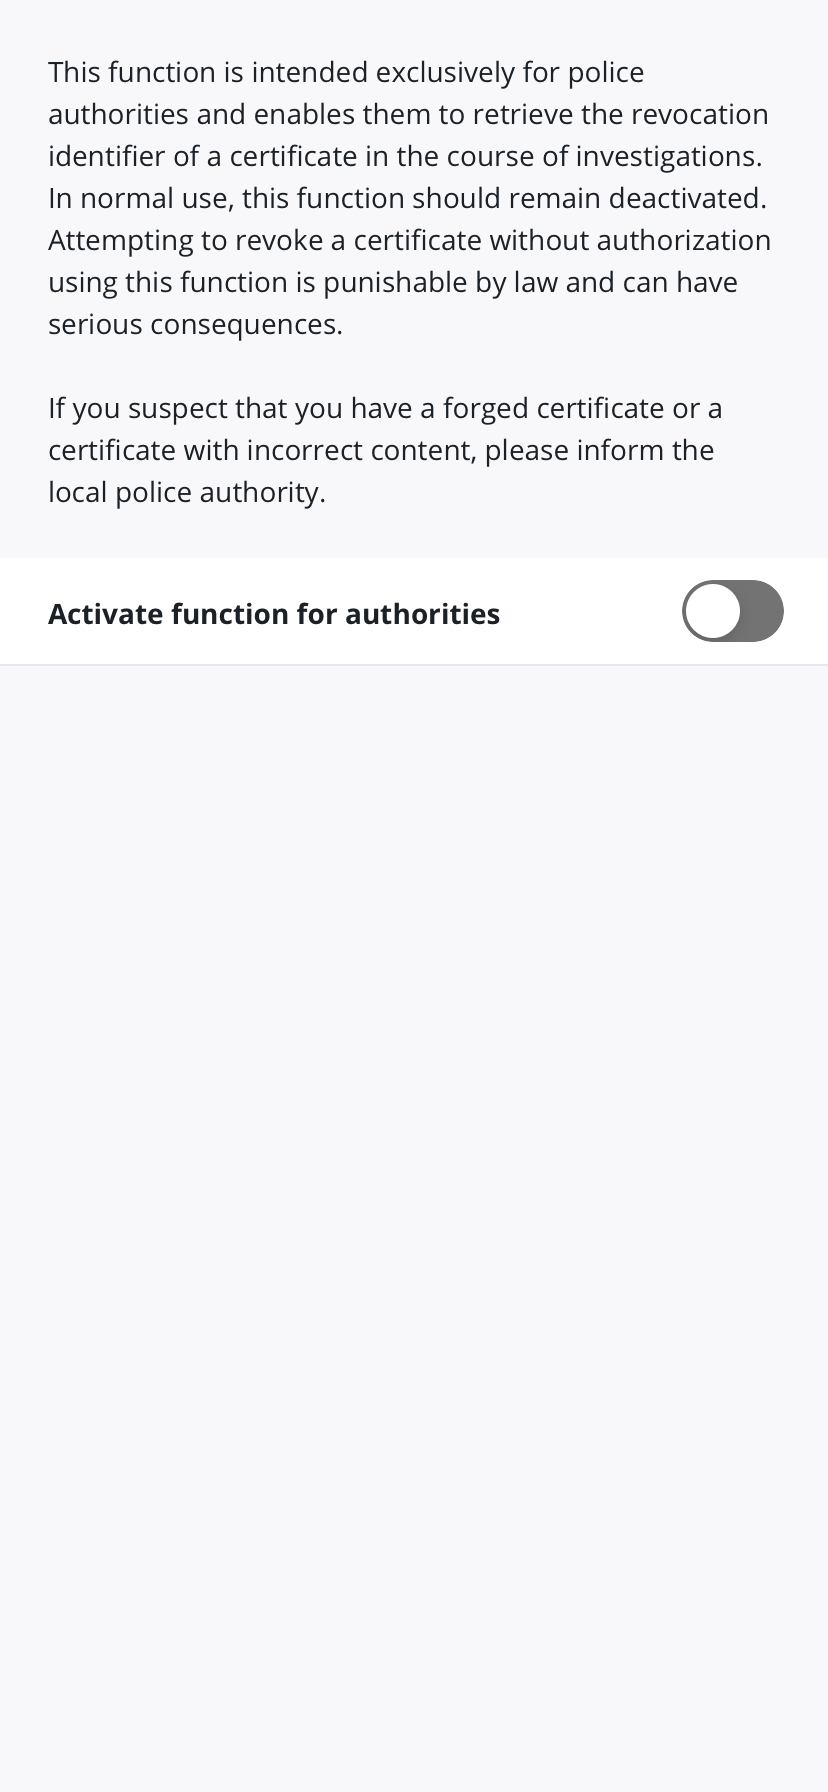 This function is intended exclusively for police
authorities and enables them to retrieve the revocation
identifier of a certificate in the course of investigations.
In normal use, this function should remain deactivated.
Attempting to revoke a certificate without authorization
using this function is punishable by law and can have
serious consequences.
If you suspect that you have a forged certificate or a
certificate with incorrect content, please inform the
local police authority.
Activate function for authorities